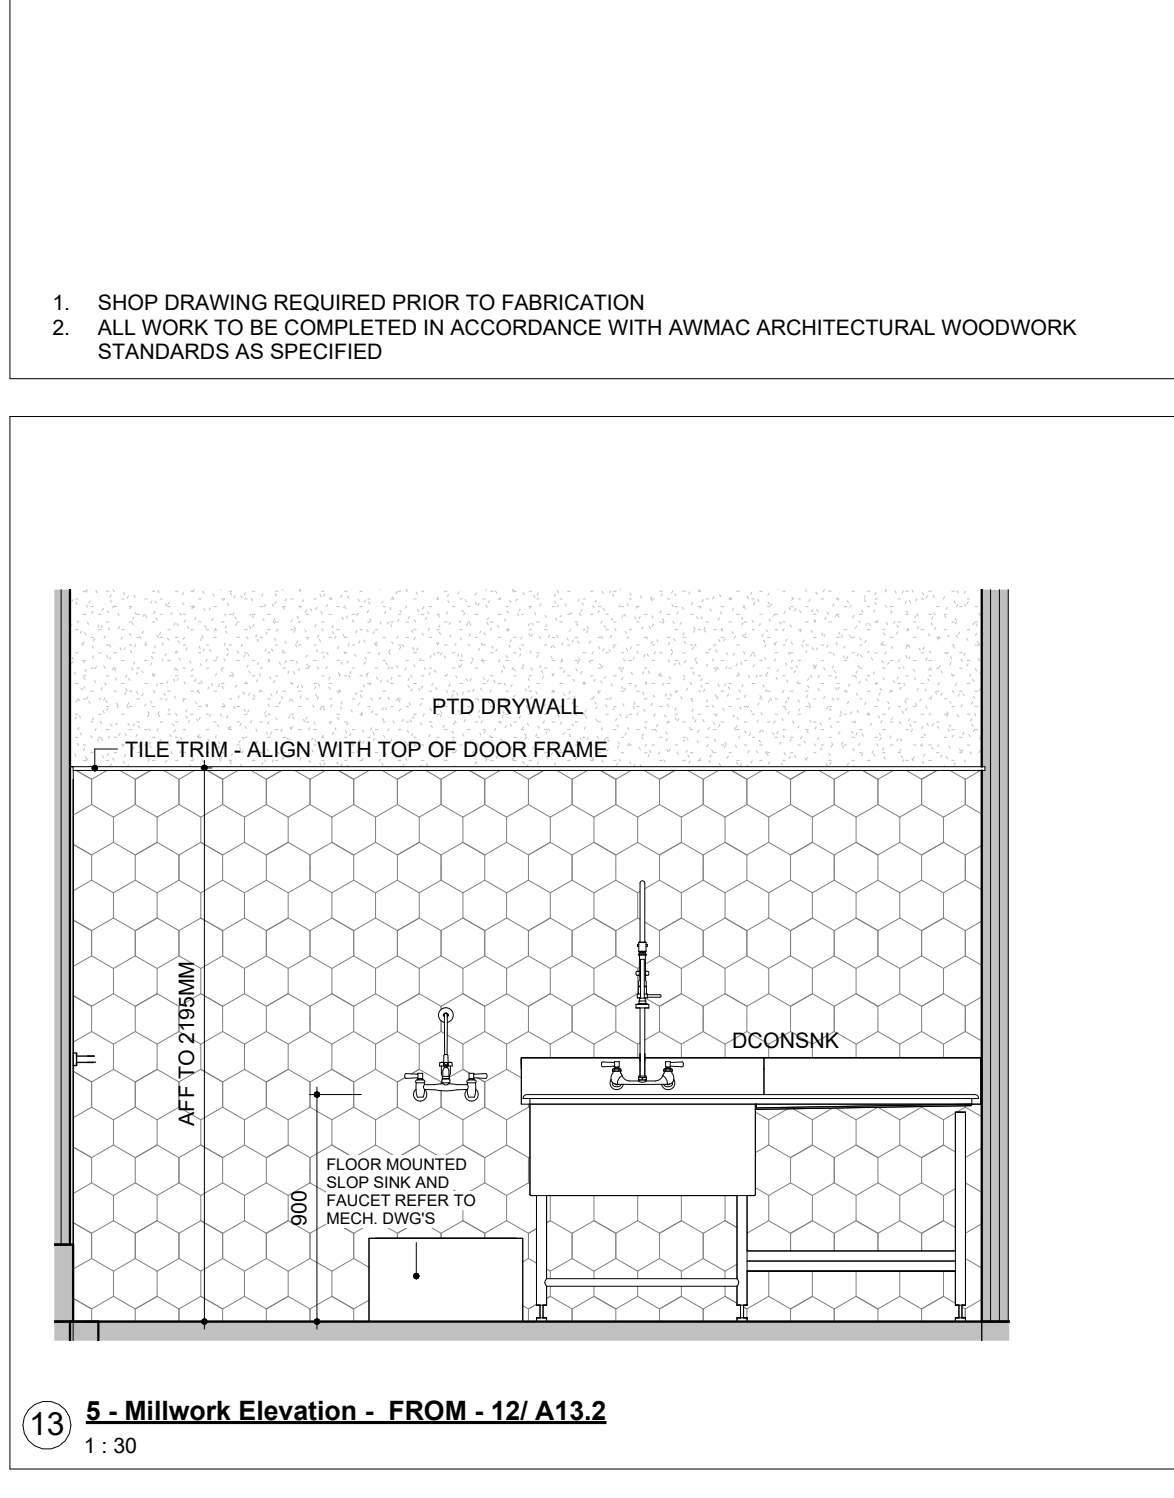 1. SHOP DRAWING REQUIRED PRIOR TO FABRICATION
2. ALL WORK TO BE COMPLETED IN ACCORDANCE WITH AWMAC ARCHITECTURAL WOODWORK
STANDARDS AS SPECIFIED
PTD DRYWALL
TILE TRIM - ALIGN WITH TOP OF DOOR FRAME
AFF TO 2195MM
DCONSNK
900
FLOOR MOUNTED
SLOP SINK AND
FAUCET REFER TO
MECH. DWG'S
13
5 - Millwork Elevation - FROM - 12/ A13.2
1 : 30